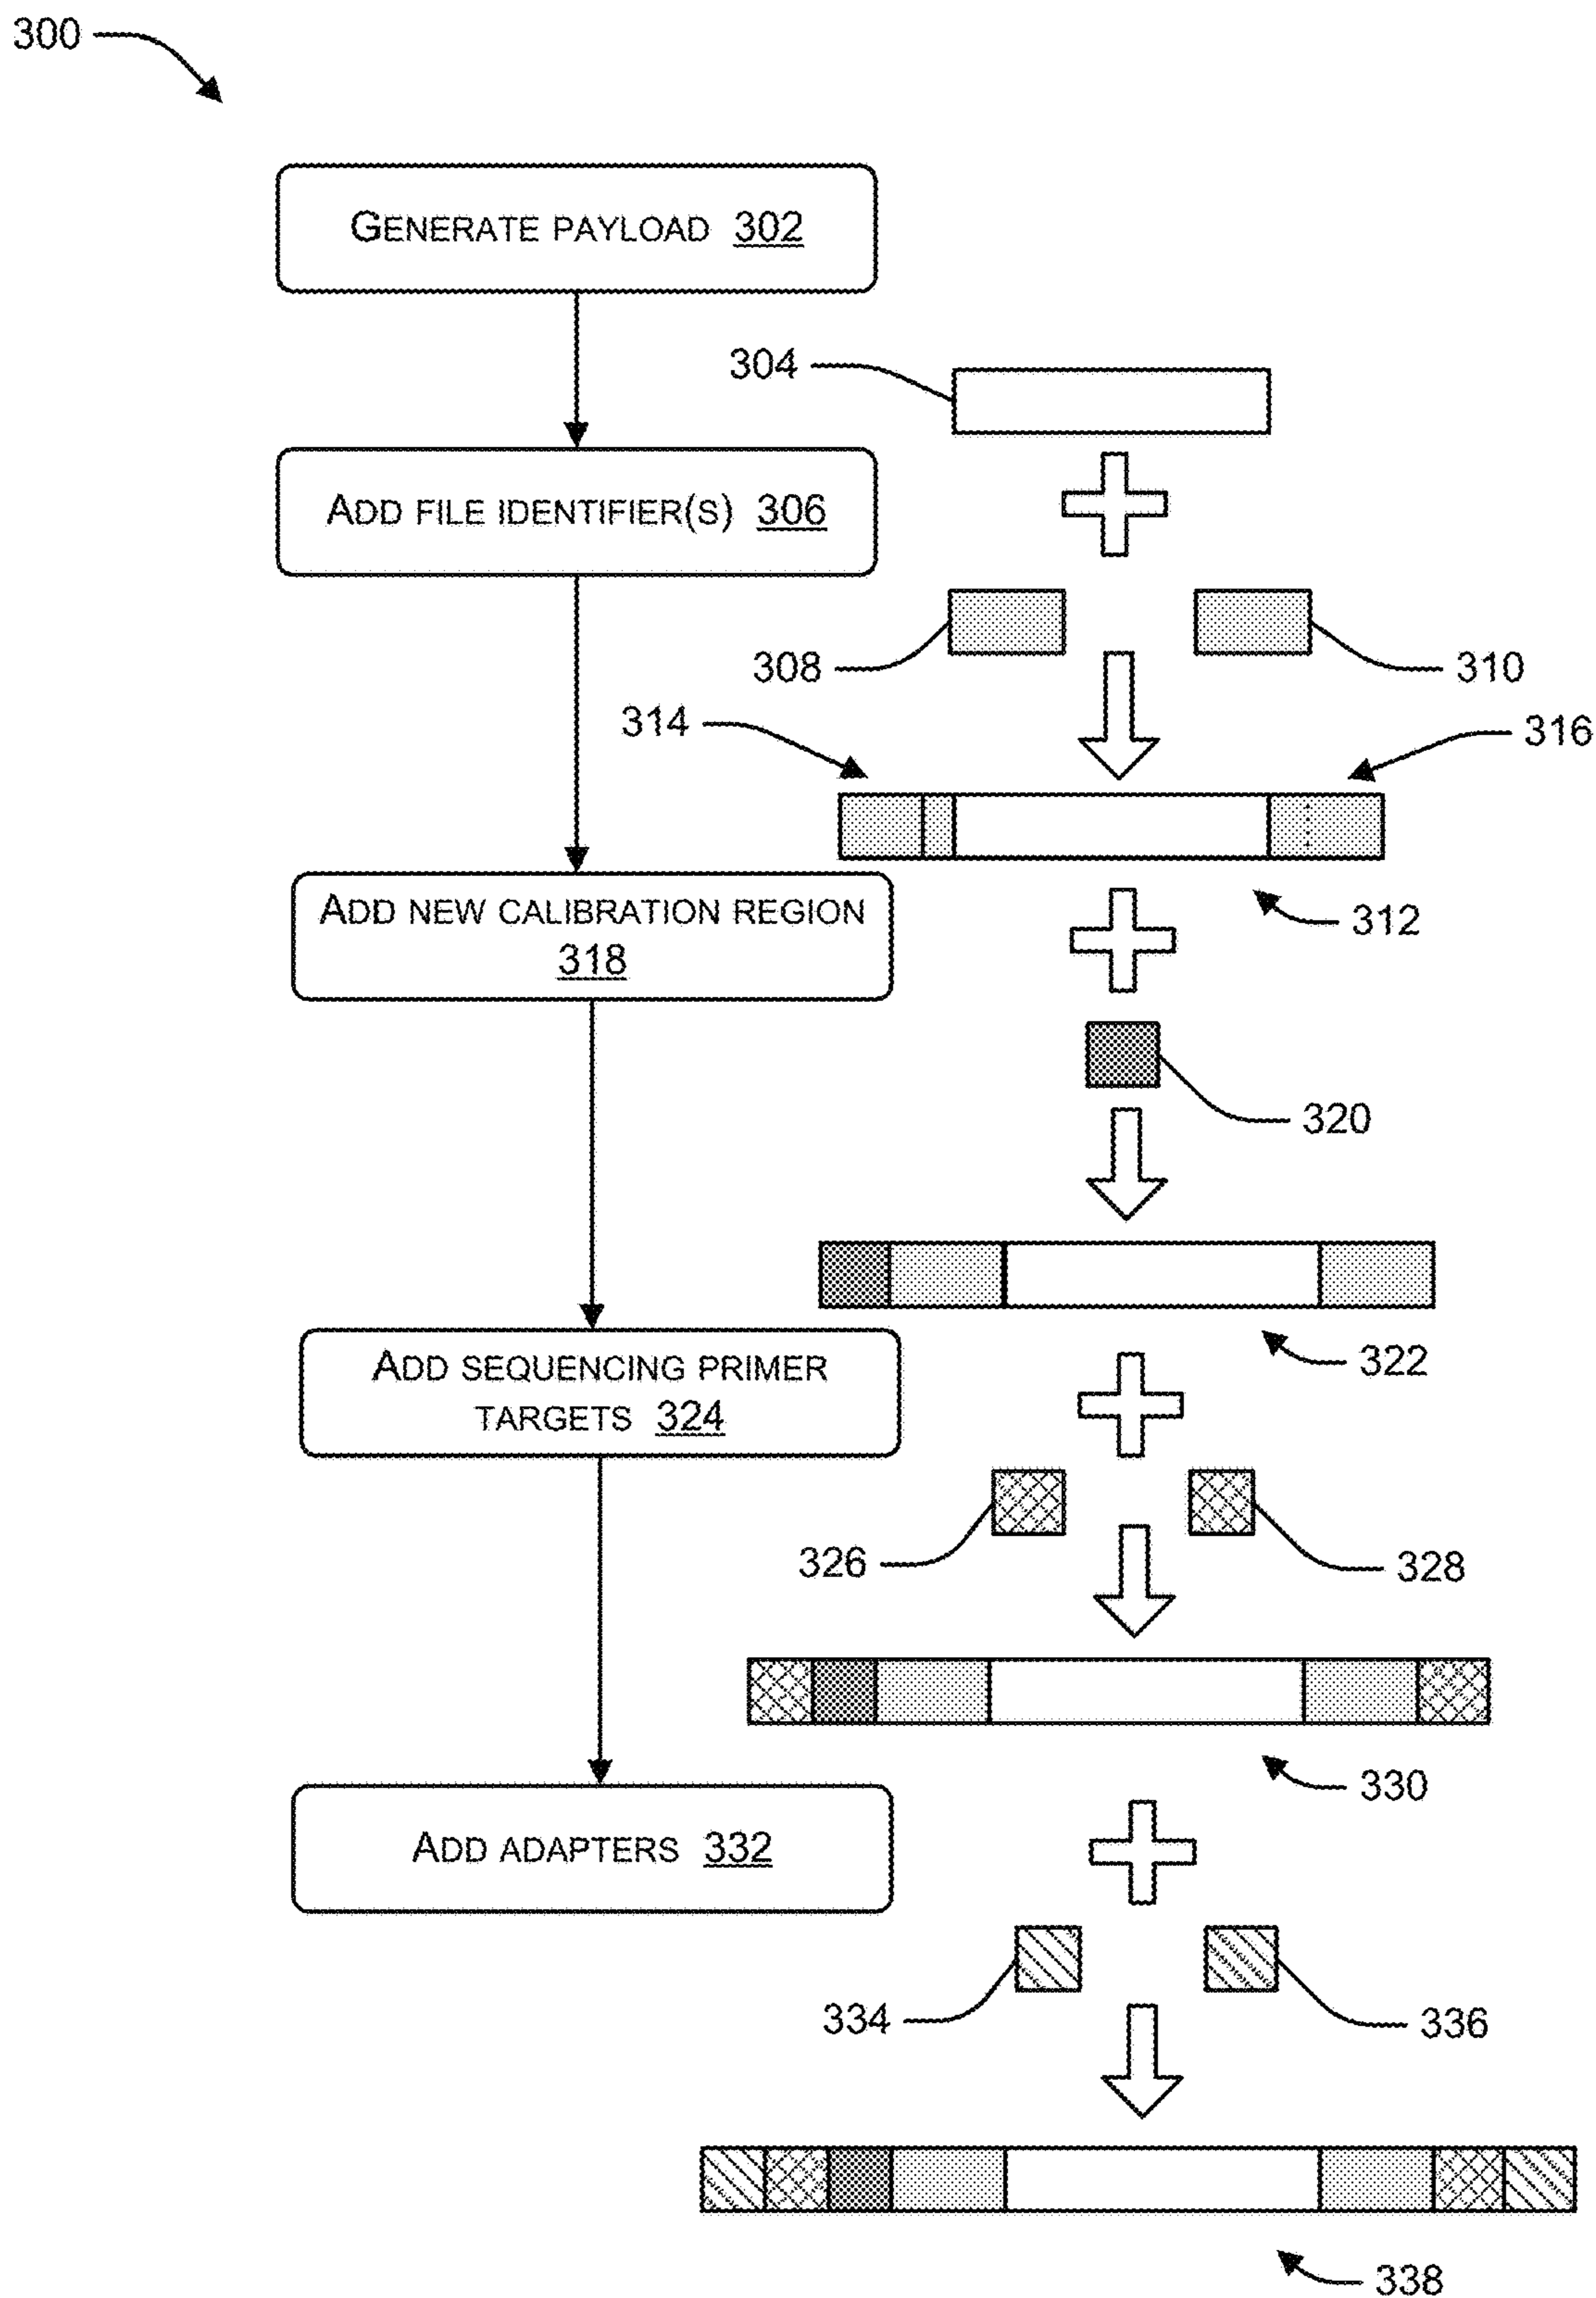 300
GENERATE PAYLOAD 302
304
ADD FILE IDENTIFIER(S) 306
308
310
314
316
ADD NEW CALIBRATION REGION
318
312
320
322
ADD SEQUENCING PRIMER
TARGETS 324
326
328
330
ADD ADAPTERS 332
334
336
338